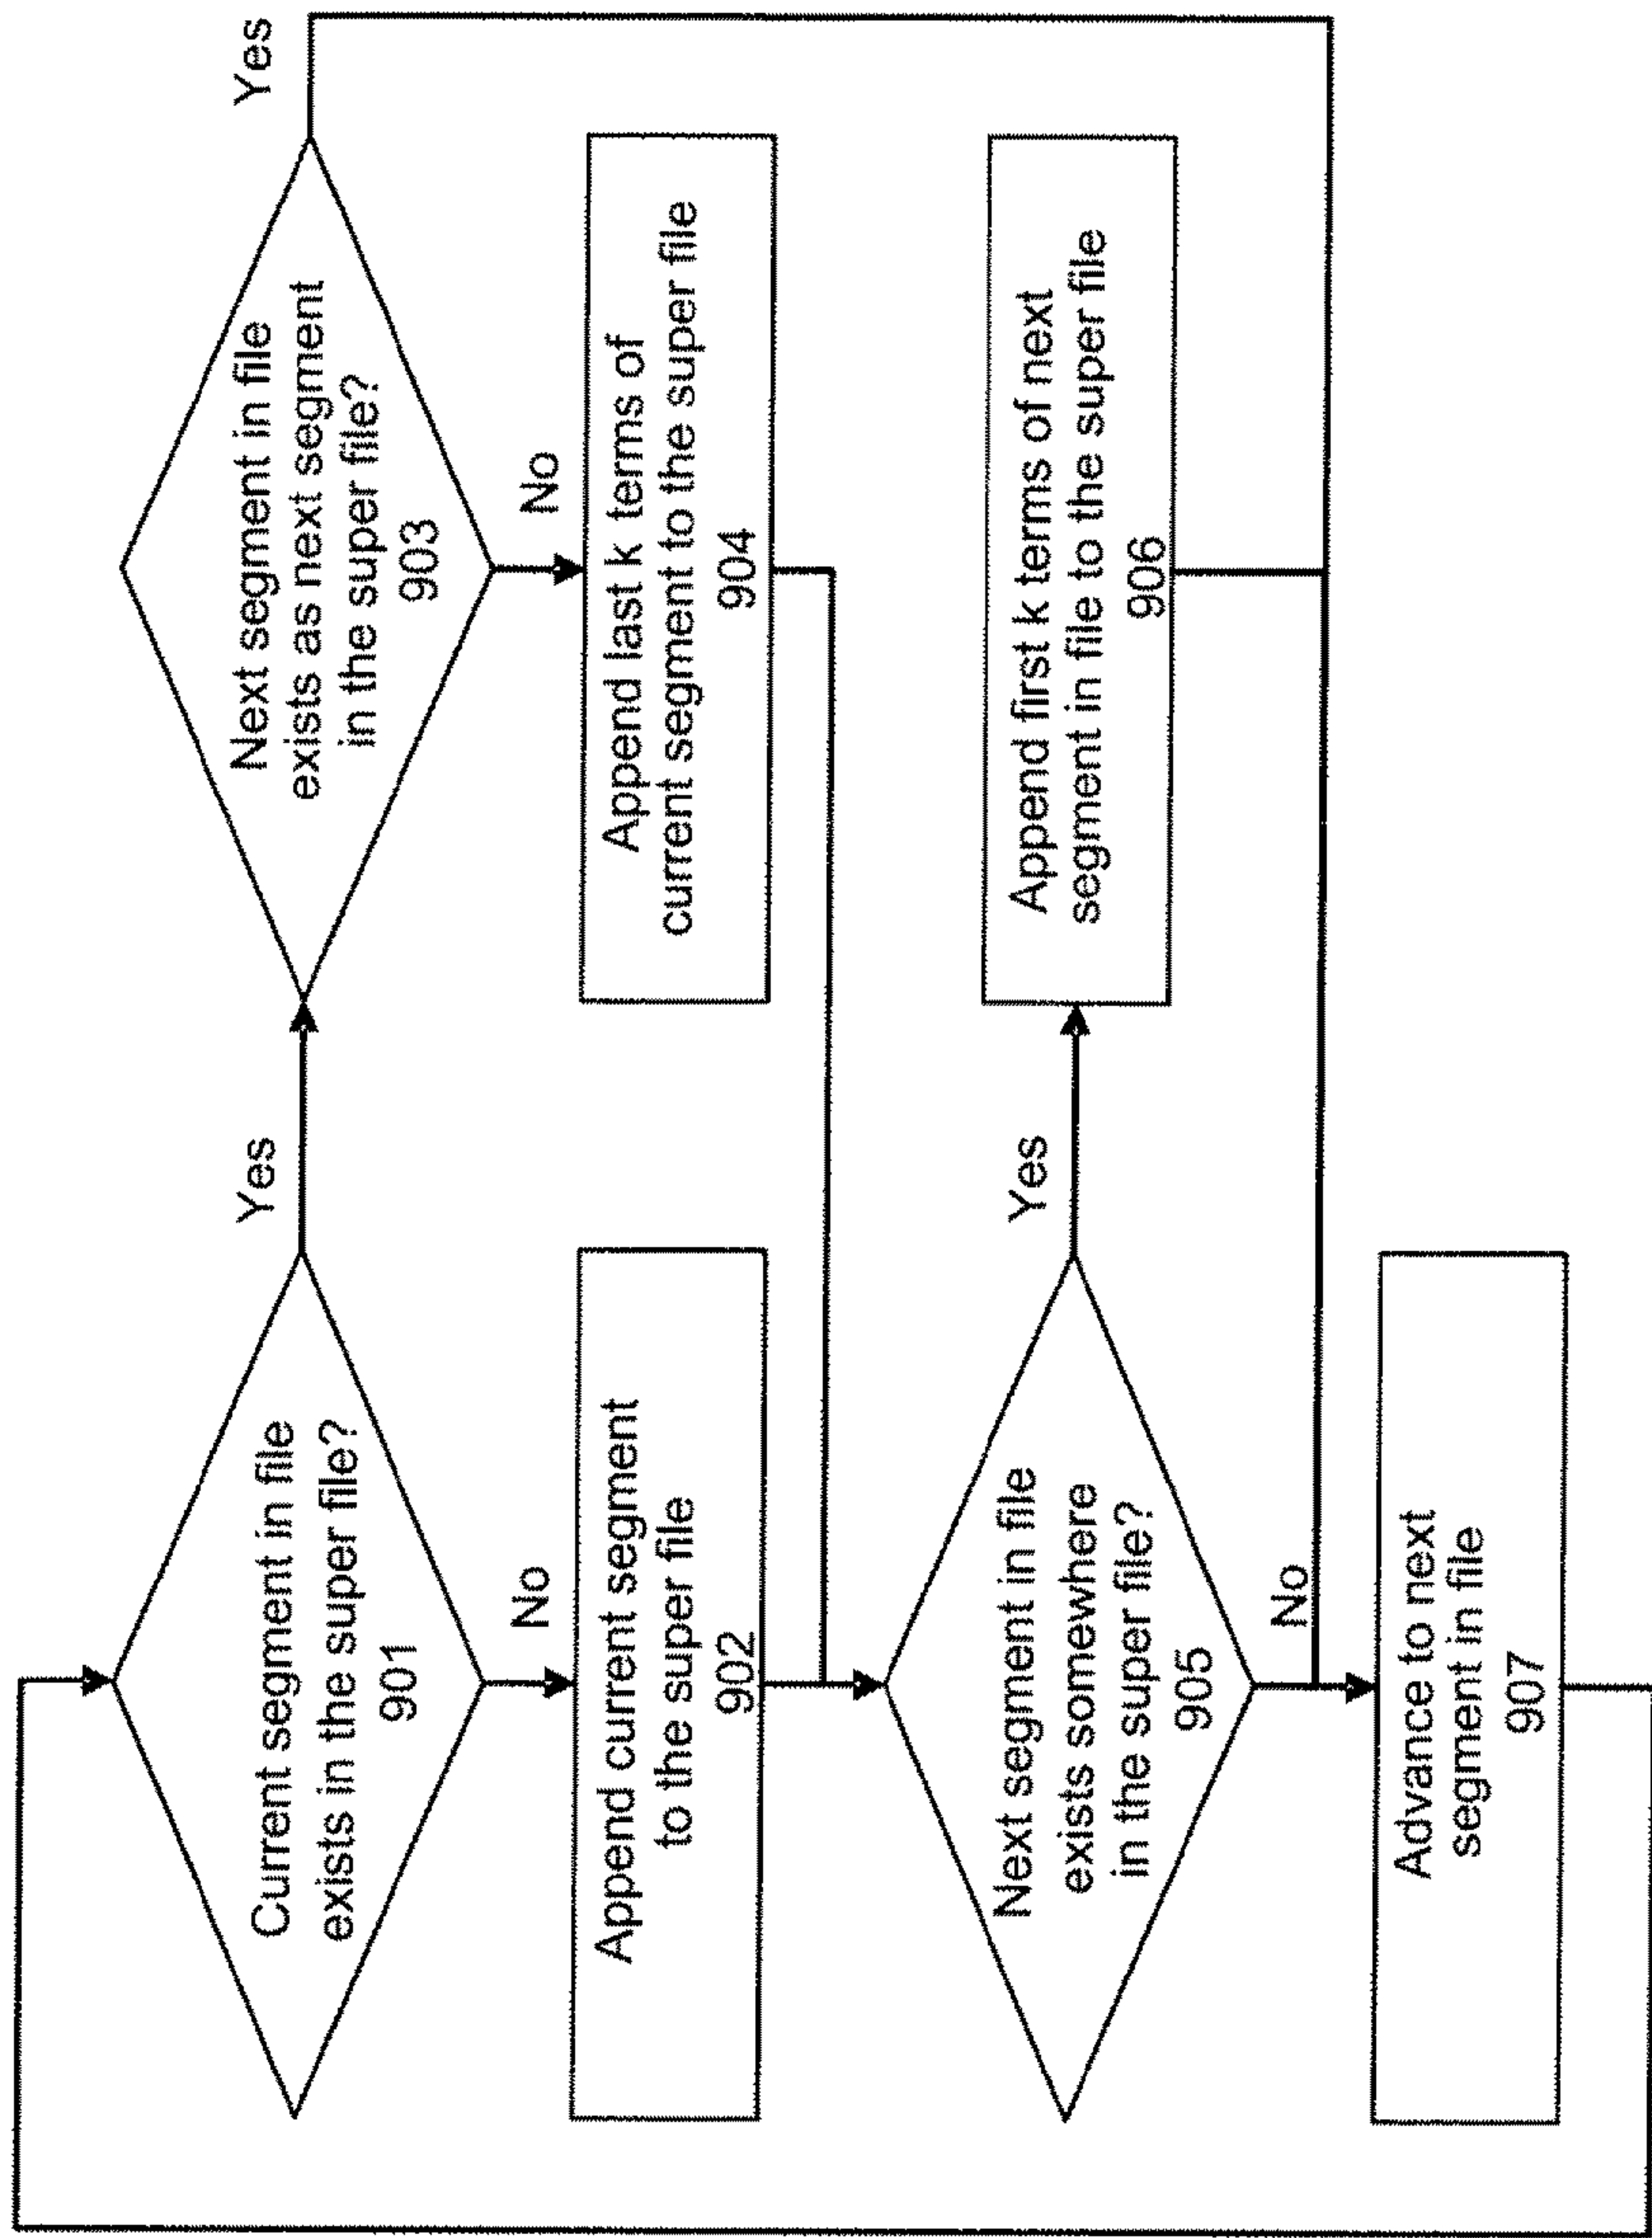 Current segment in file
exists in the super file?
901
Yes
Next segment in file
exists as next segment
in the super file?
903
Yes
No
No
Append current segment
to the super file
902
Append last k terms of
current segment to the super file
904
Next segment in file
exists somewhere
in the super file?
905
Yes
Append first k terms of next
segment in file to the super file
906
No
Advance to next
segment in file
907